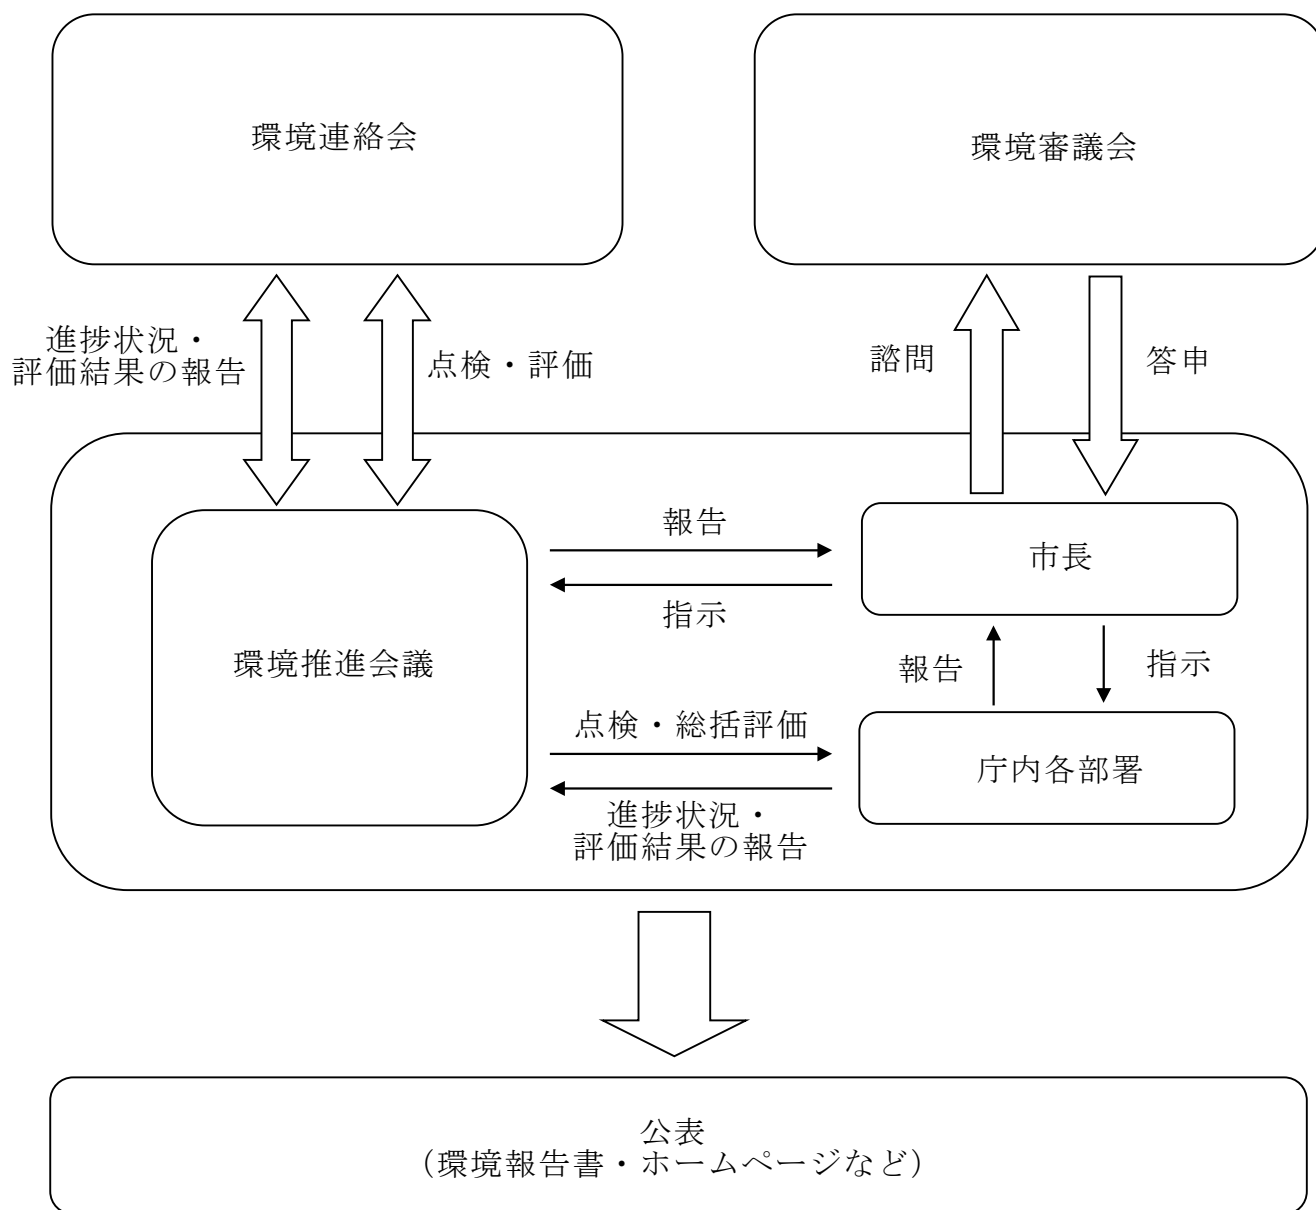 環境連絡会
環境審議会
進捗状況・
評価結果の報告
点検・評価
諮問
答申
報告
市長
指示
環境推進会議
報告
指示
点検・総括評価
庁内各部署
進捗状況・
評価結果の報告
公表
（環境報告書・ホームページなど）